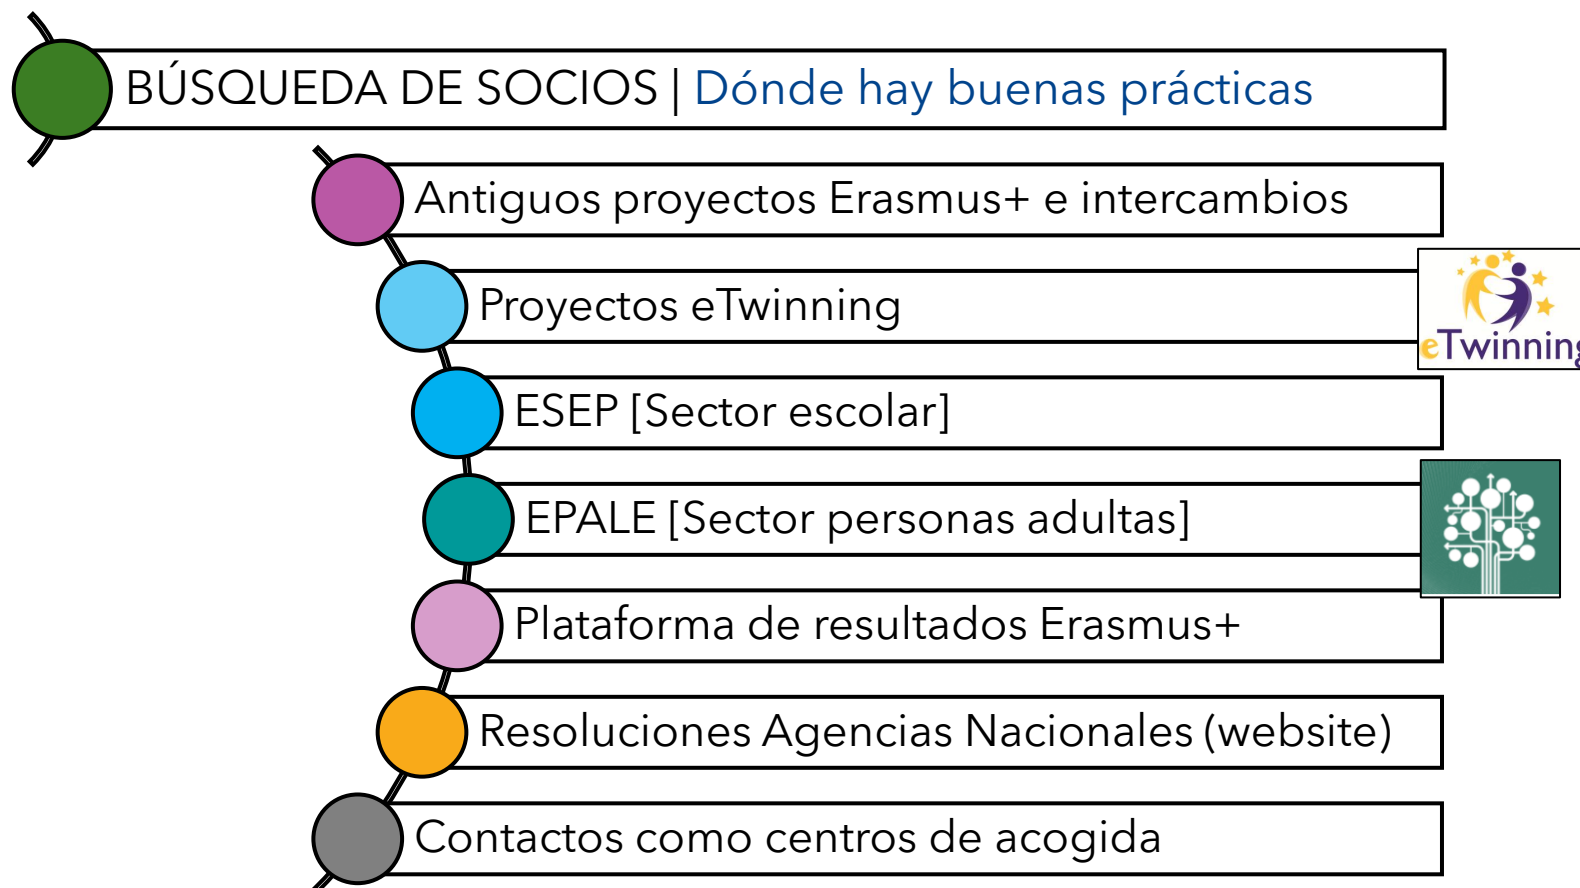 BÚSQUEDA DE SOCIOS | Dónde hay buenas prácticas
Antiguos proyectos Erasmus+ e intercambios
Proyectos eTwinning
eTwinning
ESEP [Sector escolar]
EPALE [Sector personas adultas]
Plataforma de resultados Erasmus+
Resoluciones Agencias Nacionales (website)
Contactos como centros de acogida